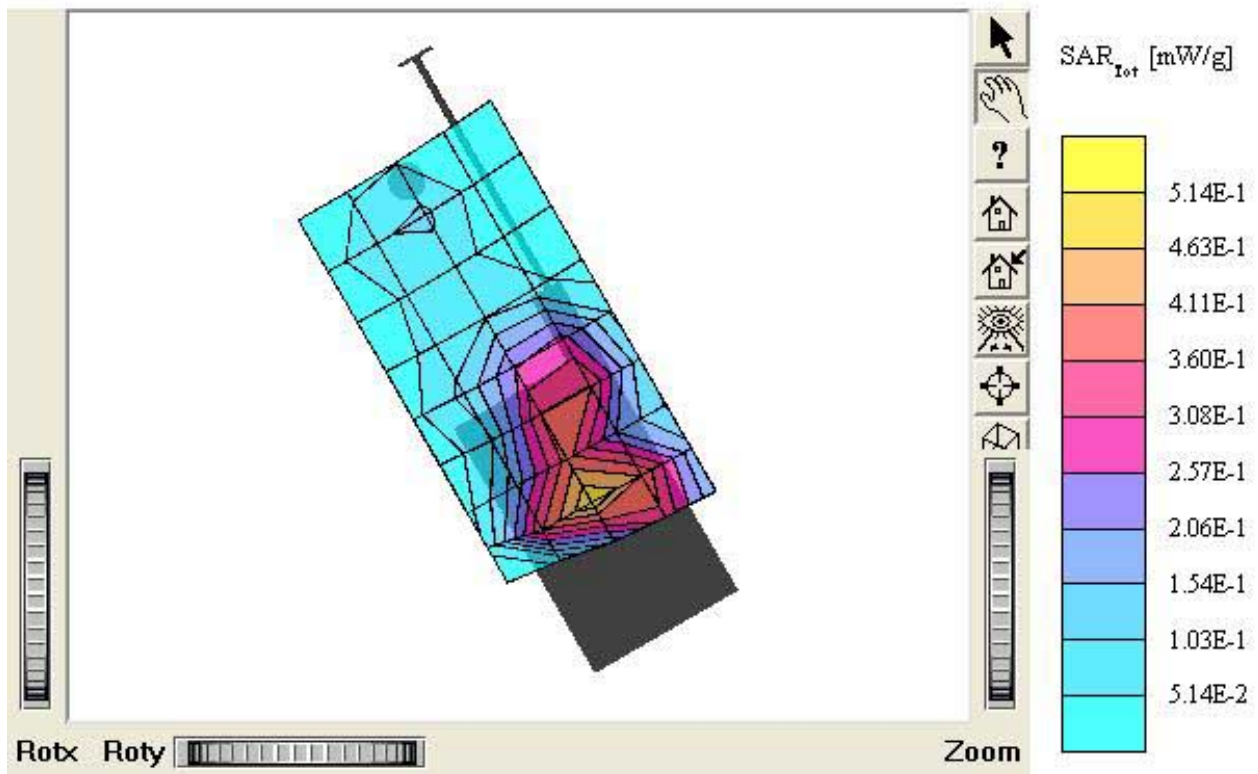 SARTot [mW/g]
?
5.14E-1
4.63E-1
4.11E-1
3.60E-1
3.08E-1
2.57E-1
2.06E-1
1.54E-1
1.03E-1
5.14E-2
Rotx Roty Zoom